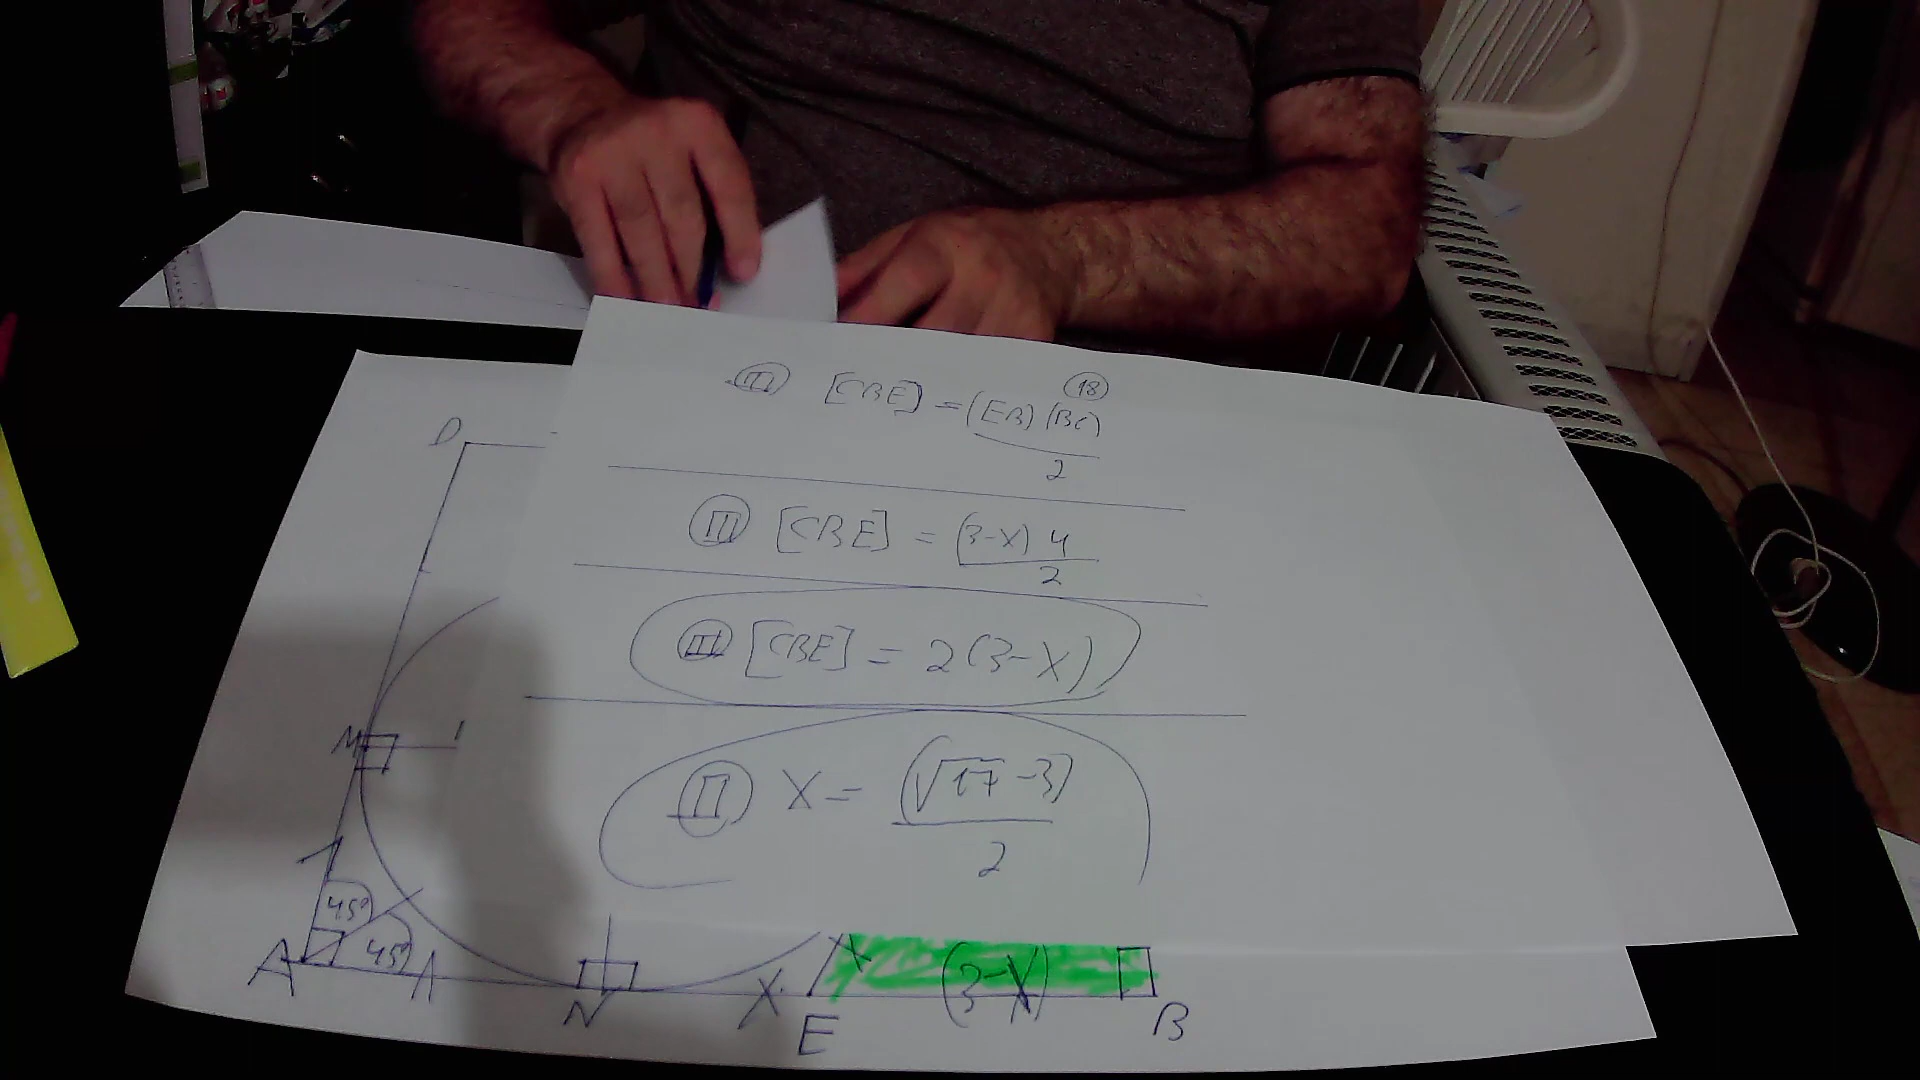 18
III [CBE] = (EB)(BC)
2
III [CBE] = (3-X) 4
2
III [CBE] = 2(3-X)
II X = (√17 -3)
2
D
M 1
1
45°
A 45° 1 N X E X (3-X) B